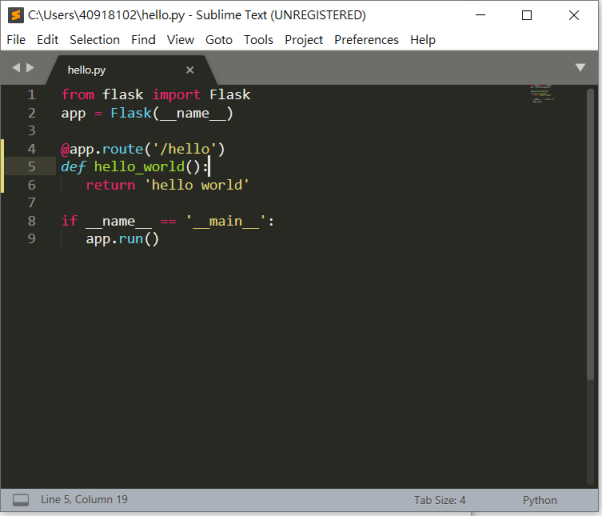 C:\Users\40918102\hello.py - Sublime Text (UNREGISTERED)
File Edit Selection Find View Goto Tools Project Preferences Help
hello.py
1 from flask import Flask
2 app = Flask(__name__)
3
4 @app.route('/hello')
5 def hello_world():
6    return 'hello world'
7
8 if __name__ == '__main__':
9    app.run()
Line 5, Column 19 Tab Size: 4 Python